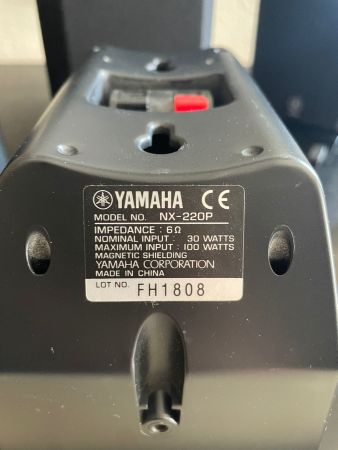 YAMAHA CE
MODEL NO. NX-220P
IMPEDANCE : 6Ω
NOMINAL INPUT : 30 WATTS
MAXIMUM INPUT : 100 WATTS
MAGNETIC SHIELDING
YAMAHA CORPORATION
MADE IN CHINA
LOT NO. FH1808